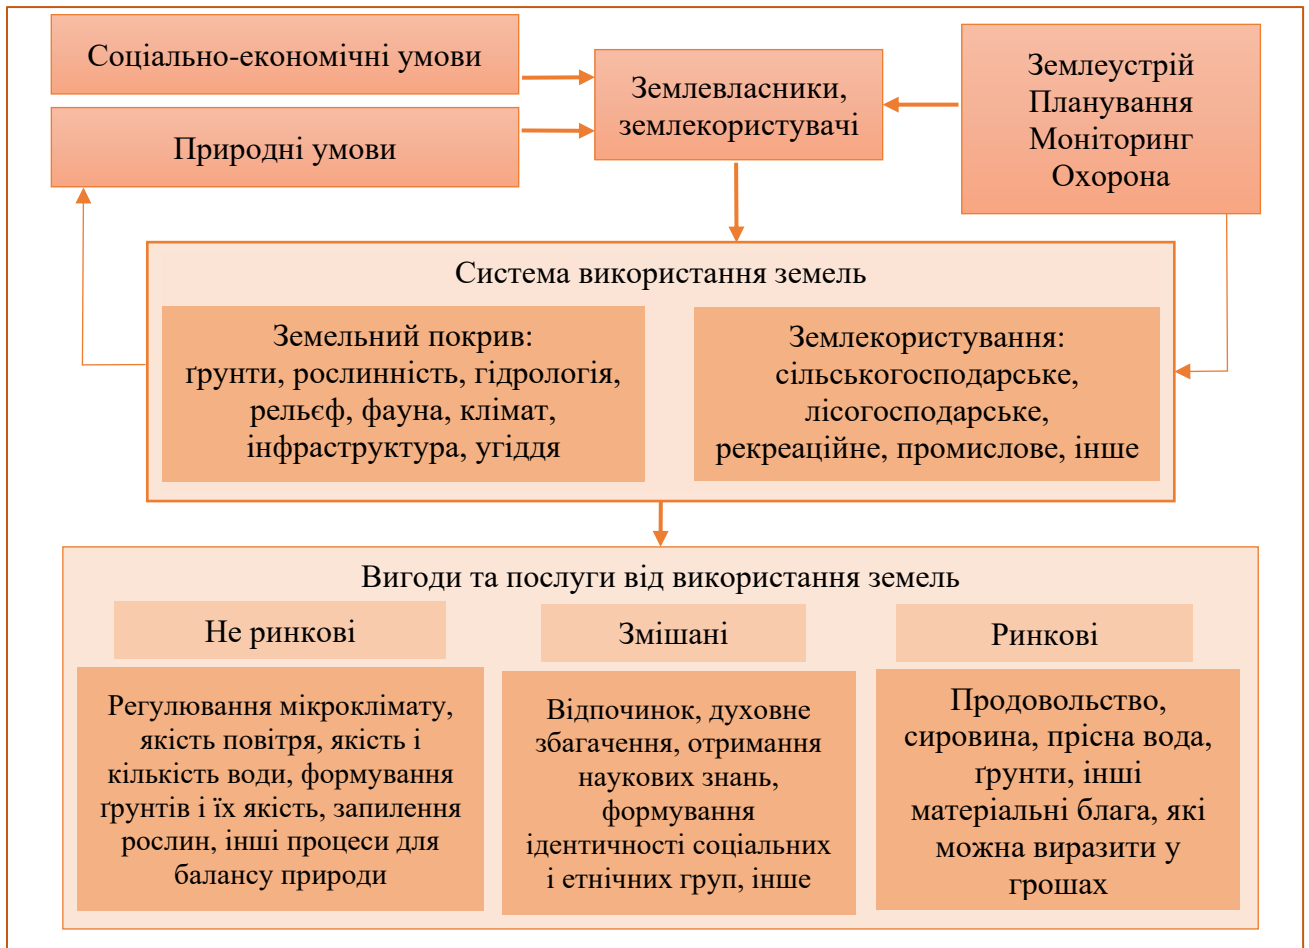 Соціально-економічні умови
Природні умови
Землевласники,
землекористувачі
Землеустрій
Планування
Моніторинг
Охорона
Система використання земель
Земельний покрив:
ґрунти, рослинність, гідрологія,
рельєф, фауна, клімат,
інфраструктура, угіддя
Землекористування:
сільськогосподарське,
лісогосподарське,
рекреаційне, промислове, інше
Вигоди та послуги від використання земель
Не ринкові
Регулювання мікроклімату,
якість повітря, якість і
кількість води, формування
ґрунтів і їх якість, запилення
рослин, інші процеси для
балансу природи
Змішані
Відпочинок, духовне
збагачення, отримання
наукових знань,
формування
ідентичності соціальних
і етнічних груп, інше
Ринкові
Продовольство,
сировина, прісна вода,
ґрунти, інші
матеріальні блага, які
можна виразити у
грошах